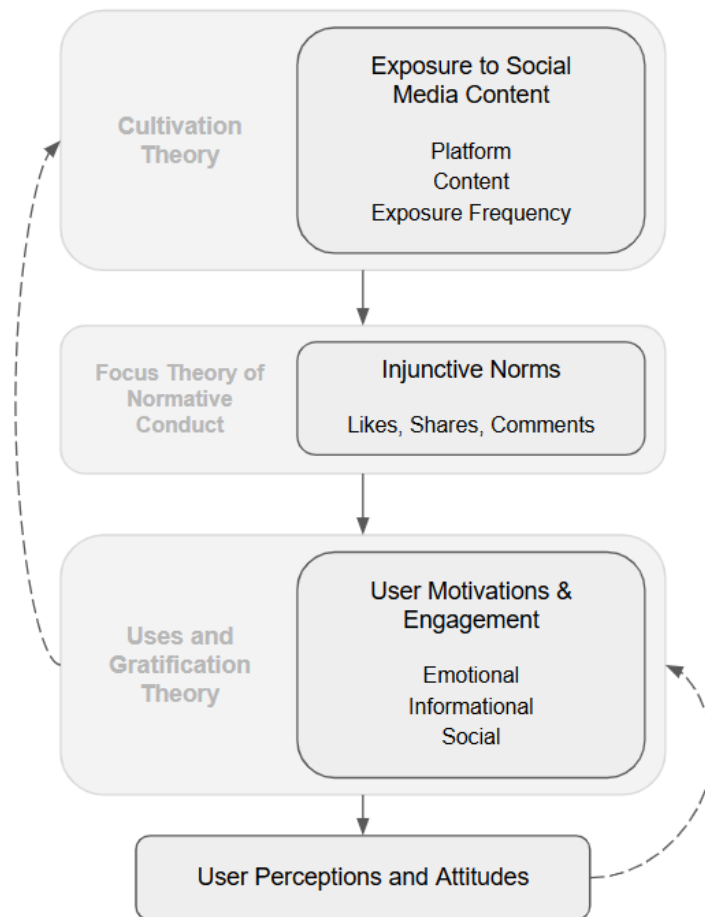 Cultivation
Theory
Exposure to Social
Media Content
Platform
Content
Exposure Frequency
Focus Theory of
Normative
Conduct
Injunctive Norms
Likes, Shares, Comments
Uses and
Gratification
Theory
User Motivations &
Engagement
Emotional
Informational
Social
User Perceptions and Attitudes